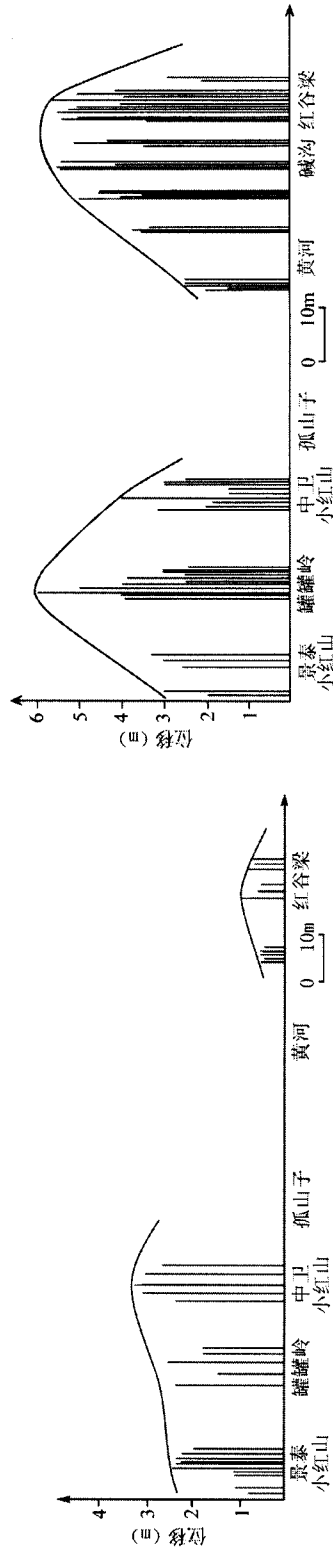 位移 (m)
4
3
2
1
景泰
小红山
罐罐岭
中卫
小红山
孤山子
黄河
0 10m
红谷梁
位移 (m)
6
5
4
3
2
1
景泰
小红山
罐罐岭
中卫
小红山
孤山子
0 10m
黄河
碱沟
红谷梁